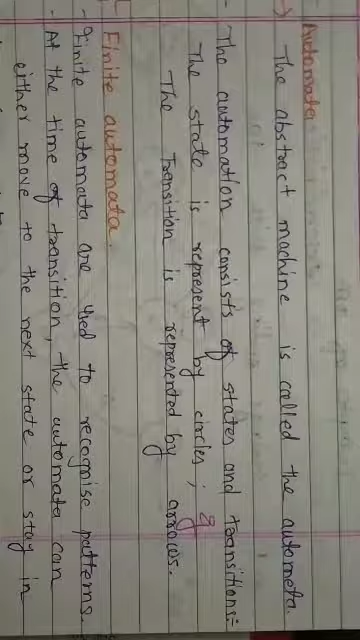 Automata
The abstract machine is called the autometa.
- The automation consists of states and transitions:-
The state is represent by circles; &
The Transition is represented by arrows.
Finite automata.
- Finite automata are used to recognise patterns.
- At the time of transition, the automata can
either move to the next state or stay in